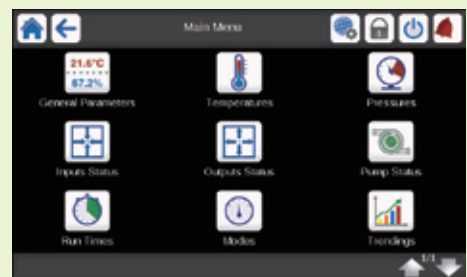 Main Menu
21.6°C
67.2%
General Parameters
Temperatures
Pressures
Inputs Status
Outputs Status
Pump Status
Run Times
Modes
Trendings
1/1